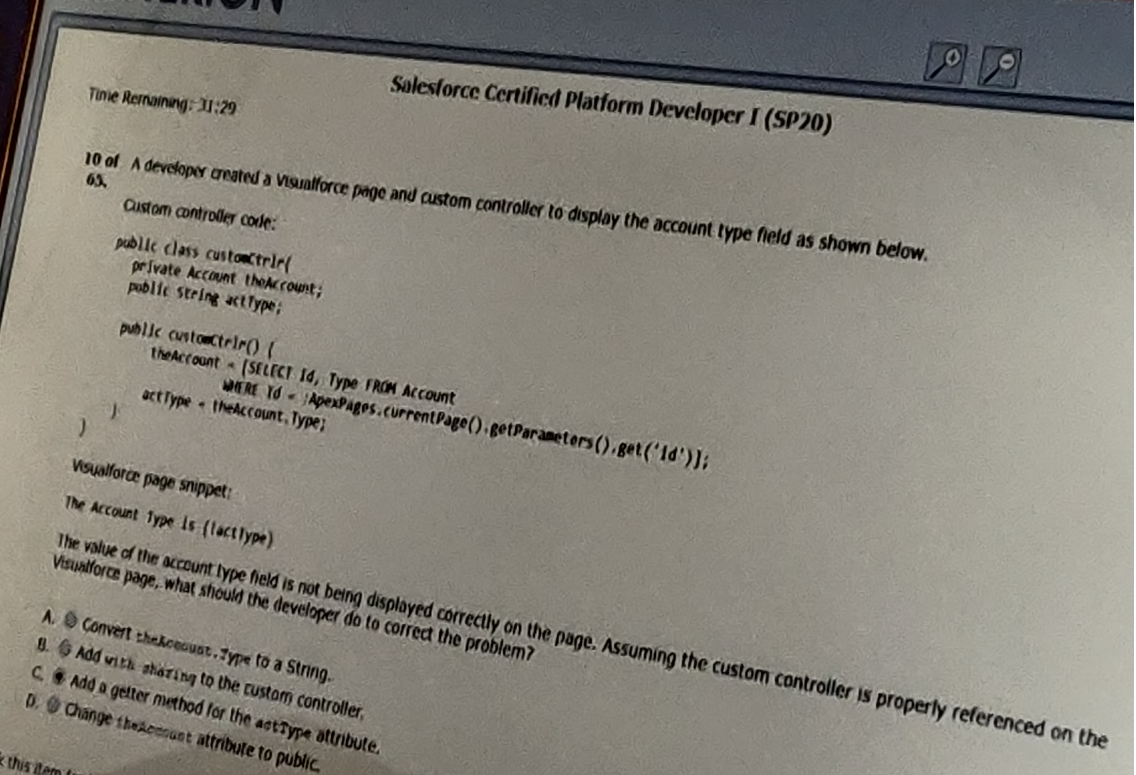 Salesforce Certified Platform Developer I (SP20)
Time Remaining: 31:29
10 of A developer created a Visualforce page and custom controller to display the account type field as shown below.
65.
Custom controller code:
public class customCtrlr{
private Account theAccount;
public String actType;
public customCtrlr() {
theAccount = [SELECT Id, Type FROM Account
WHERE Id = :ApexPages.currentPage().getParameters().get('id')];
actType = theAccount.Type;
}
}
Visualforce page snippet:
The Account Type is {!actType}
The value of the account type field is not being displayed correctly on the page. Assuming the custom controller is properly referenced on the
Visualforce page, what should the developer do to correct the problem?
A. Convert theAccount.Type to a String.
B. Add with sharing to the custom controller.
C. Add a getter method for the actType attribute.
D. Change theAccount attribute to public.
this item